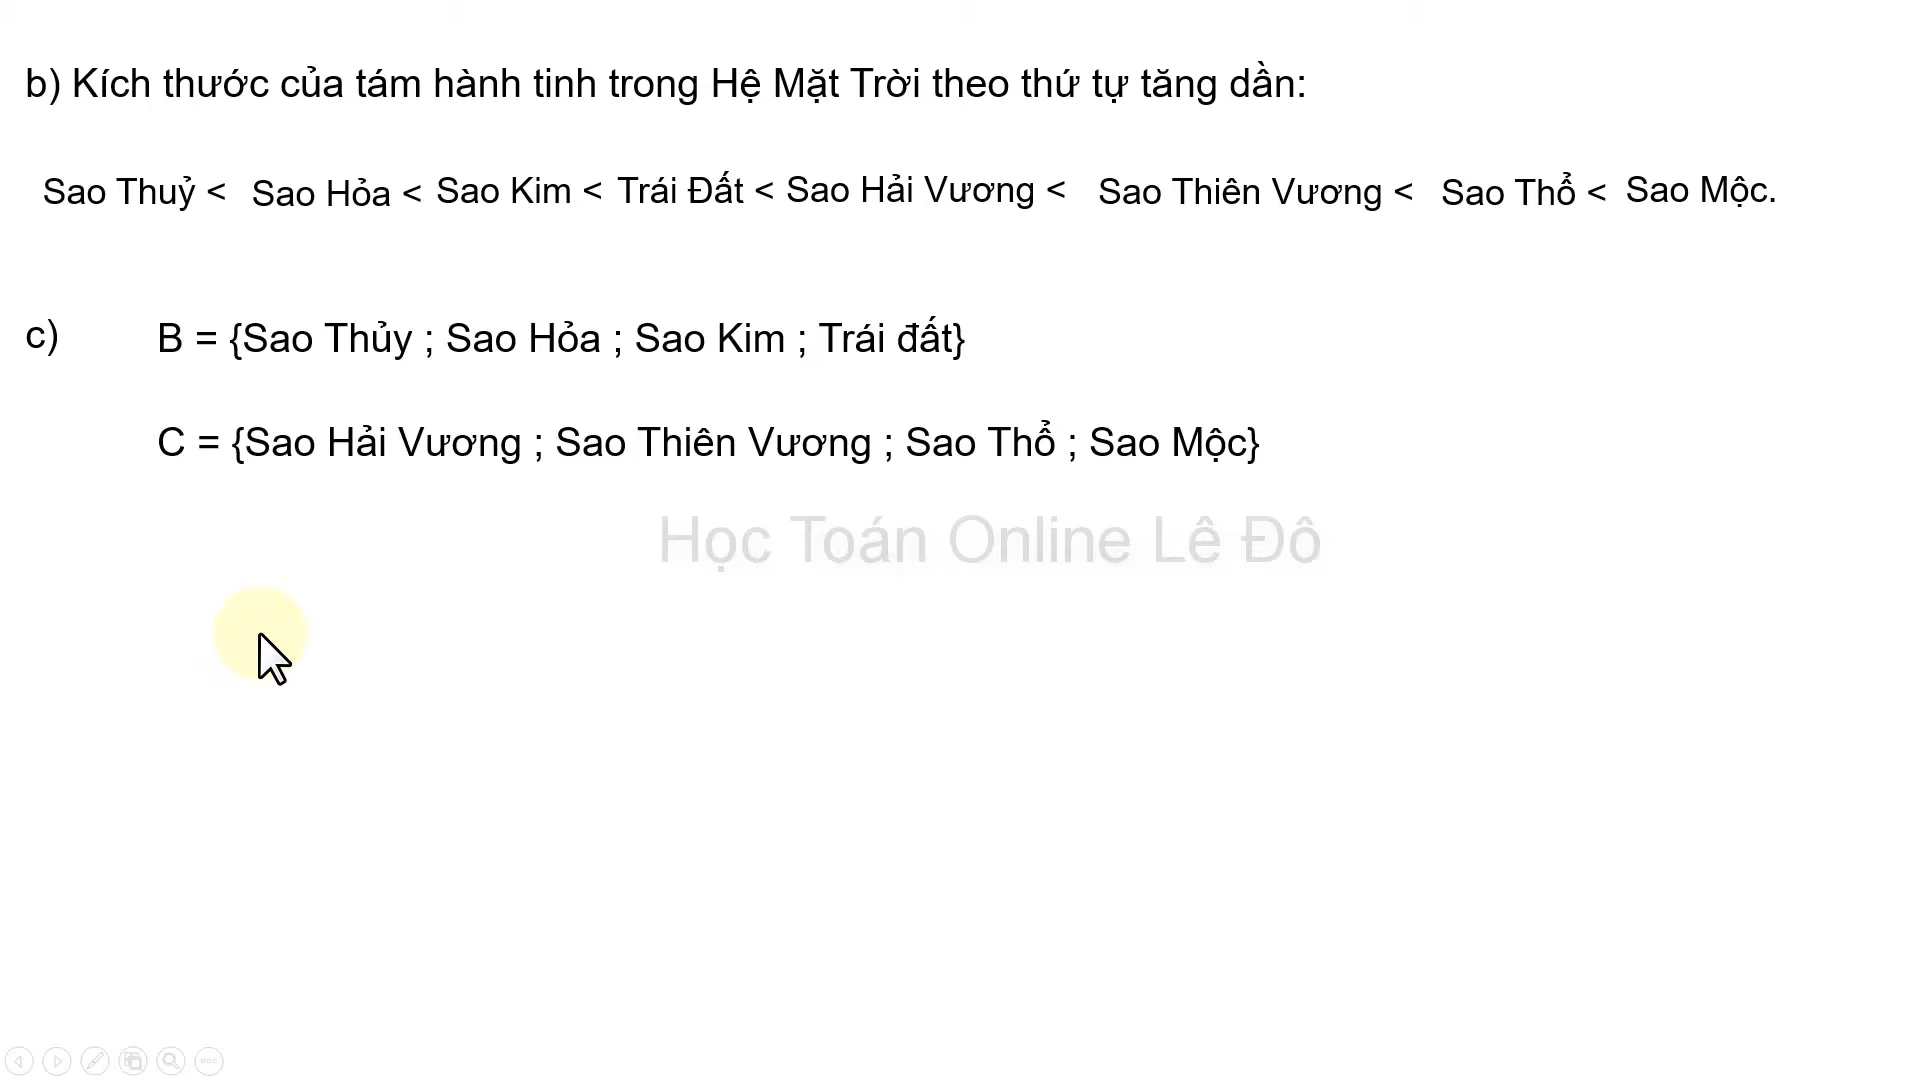 b) Kích thước của tám hành tinh trong Hệ Mặt Trời theo thứ tự tăng dần:
Sao Thuỷ < Sao Hỏa < Sao Kim < Trái Đất < Sao Hải Vương < Sao Thiên Vương < Sao Thổ < Sao Mộc.
c) B = {Sao Thủy ; Sao Hỏa ; Sao Kim ; Trái đất}
C = {Sao Hải Vương ; Sao Thiên Vương ; Sao Thổ ; Sao Mộc}
Học Toán Online Lê Đô